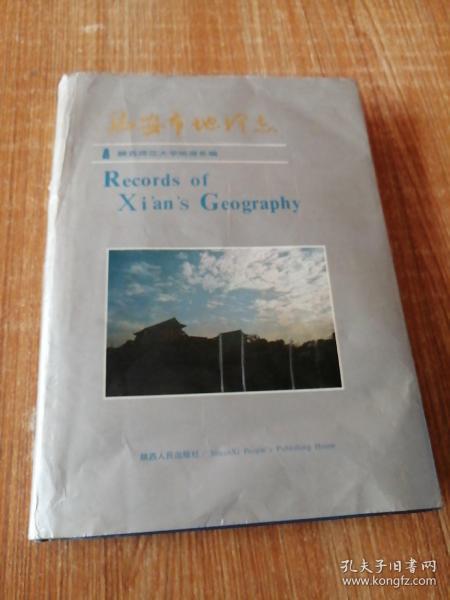 西安市地理志
陕西师范大学地理系编
Records of
Xi'an's Geography
陕西人民出版社 / ShaanXi People's Publishing House
孔夫子旧书网
www.kongfz.com